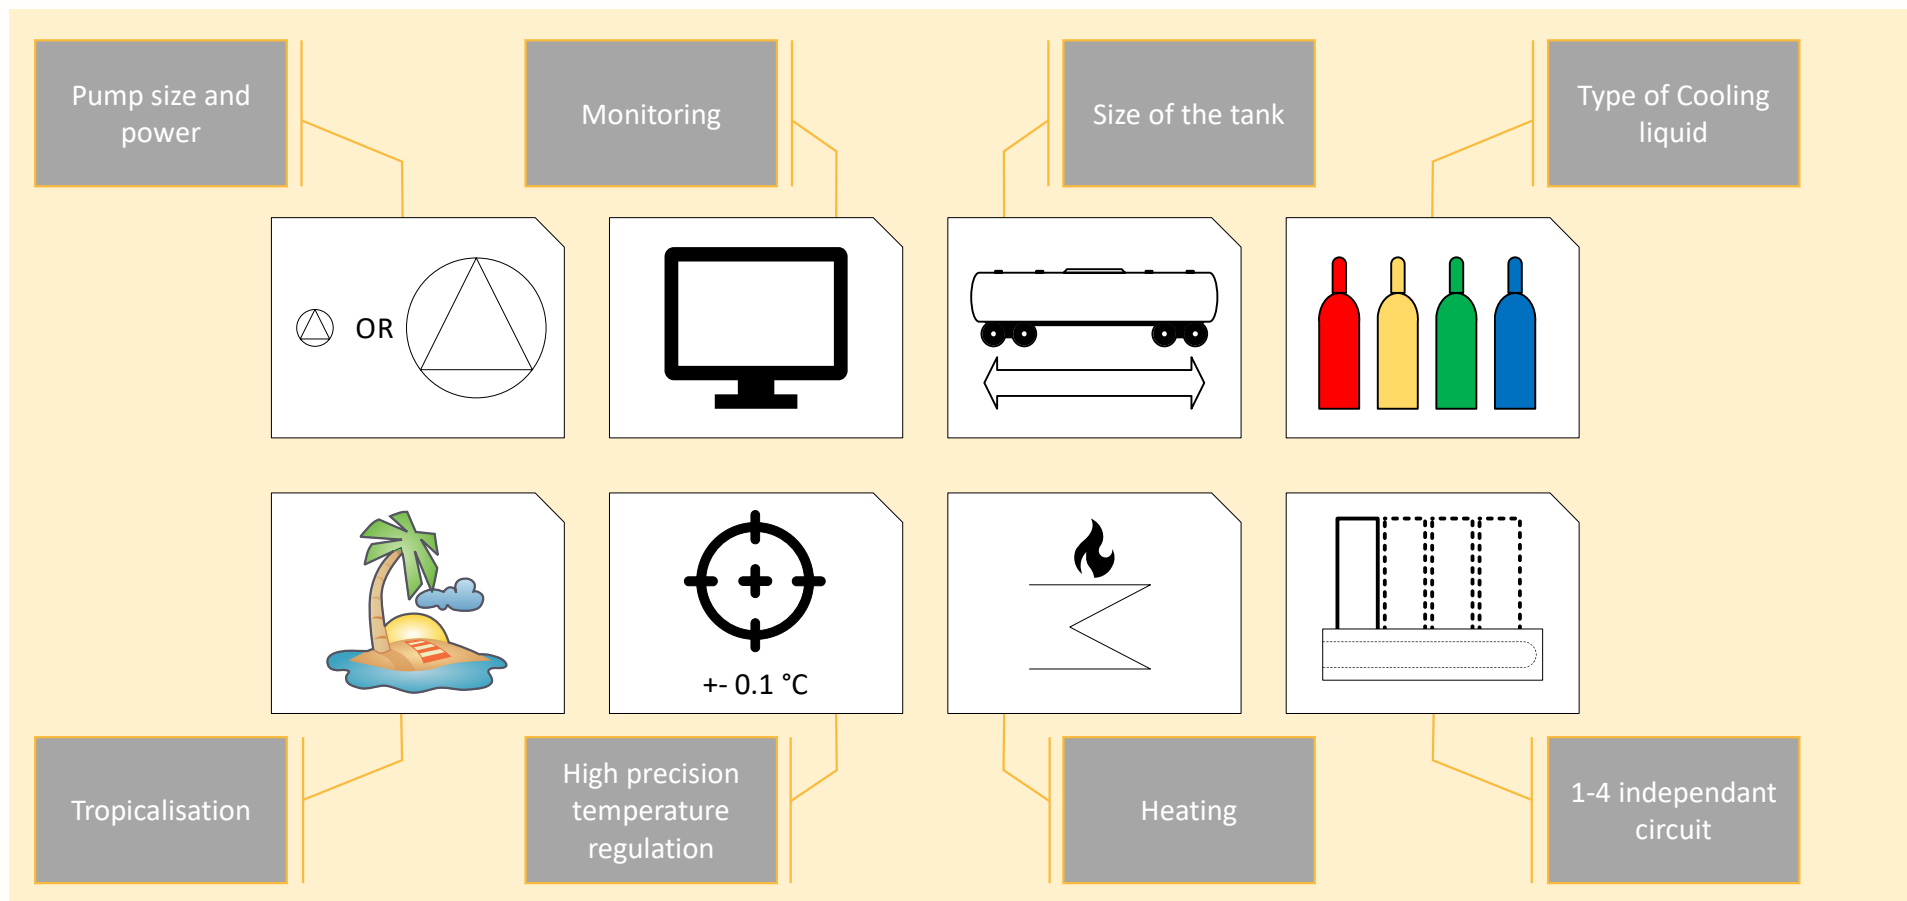 Pump size and
power
Monitoring
Size of the tank
Type of Cooling
liquid
OR
+- 0.1 °C
Tropicalisation
High precision
temperature
regulation
Heating
1-4 independant
circuit